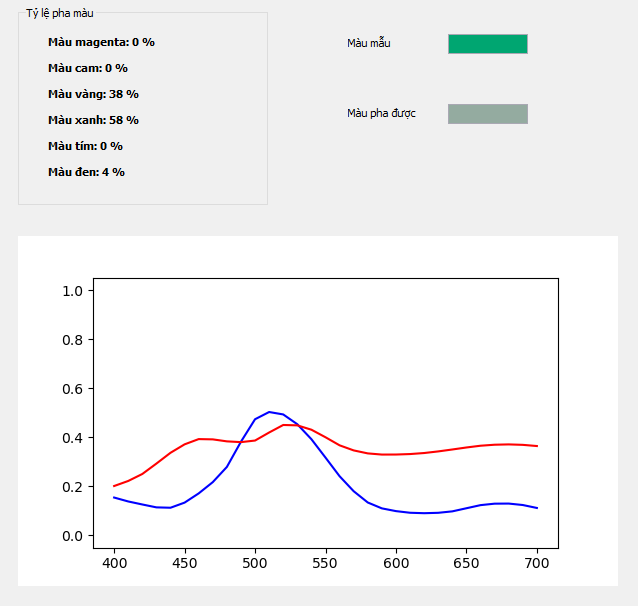 Tỷ lệ pha màu
Màu magenta: 0 %
Màu cam: 0 %
Màu vàng: 38 %
Màu xanh: 58 %
Màu tím: 0 %
Màu đen: 4 %
Màu mẫu
Màu pha được
1.0
0.8
0.6
0.4
0.2
0.0
400 450 500 550 600 650 700